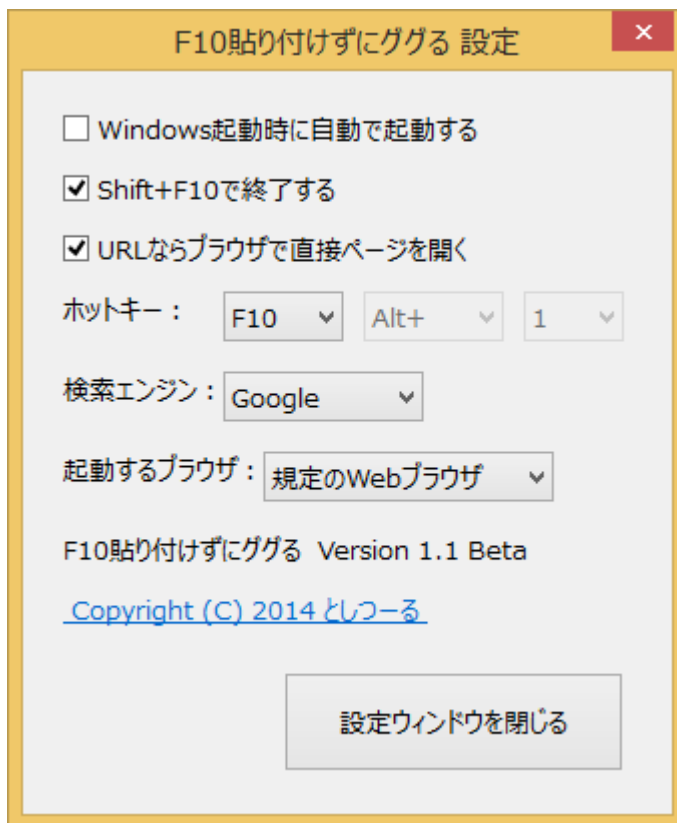 F10貼り付けずにググる 設定
Windows起動時に自動で起動する
Shift+F10で終了する
URLならブラウザで直接ページを開く
ホットキー： F10 Alt+ 1
検索エンジン： Google
起動するブラウザ： 規定のWebブラウザ
F10貼り付けずにググる Version 1.1 Beta
Copyright (C) 2014 としつーる
設定ウィンドウを閉じる